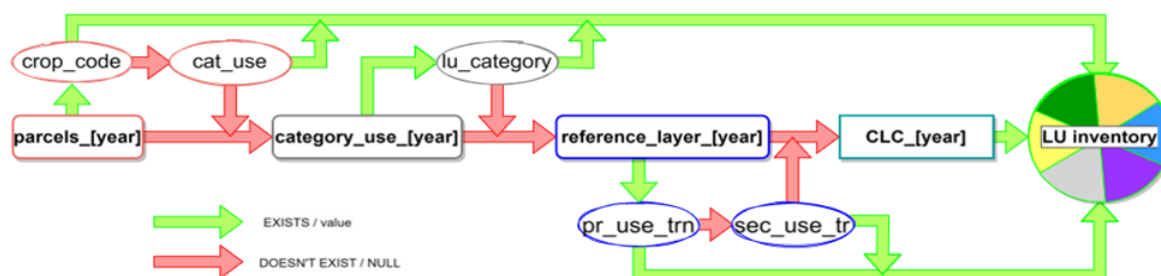 crop_code
cat_use
lu_category
parcels_[year]
category_use_[year]
reference_layer_[year]
CLC_[year]
LU inventory
pr_use_trn
sec_use_tr
EXISTS / value
DOESN'T EXIST / NULL